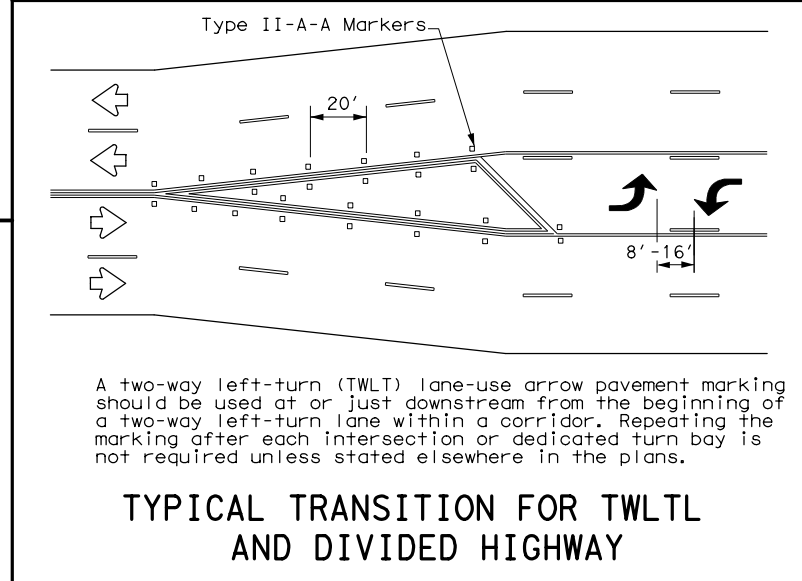 Type II-A-A Markers
20'
8'-16'
A two-way left-turn (TWLT) lane-use arrow pavement marking
should be used at or just downstream from the beginning of
a two-way left-turn lane within a corridor. Repeating the
marking after each intersection or dedicated turn bay is
not required unless stated elsewhere in the plans.
TYPICAL TRANSITION FOR TWLTL
AND DIVIDED HIGHWAY